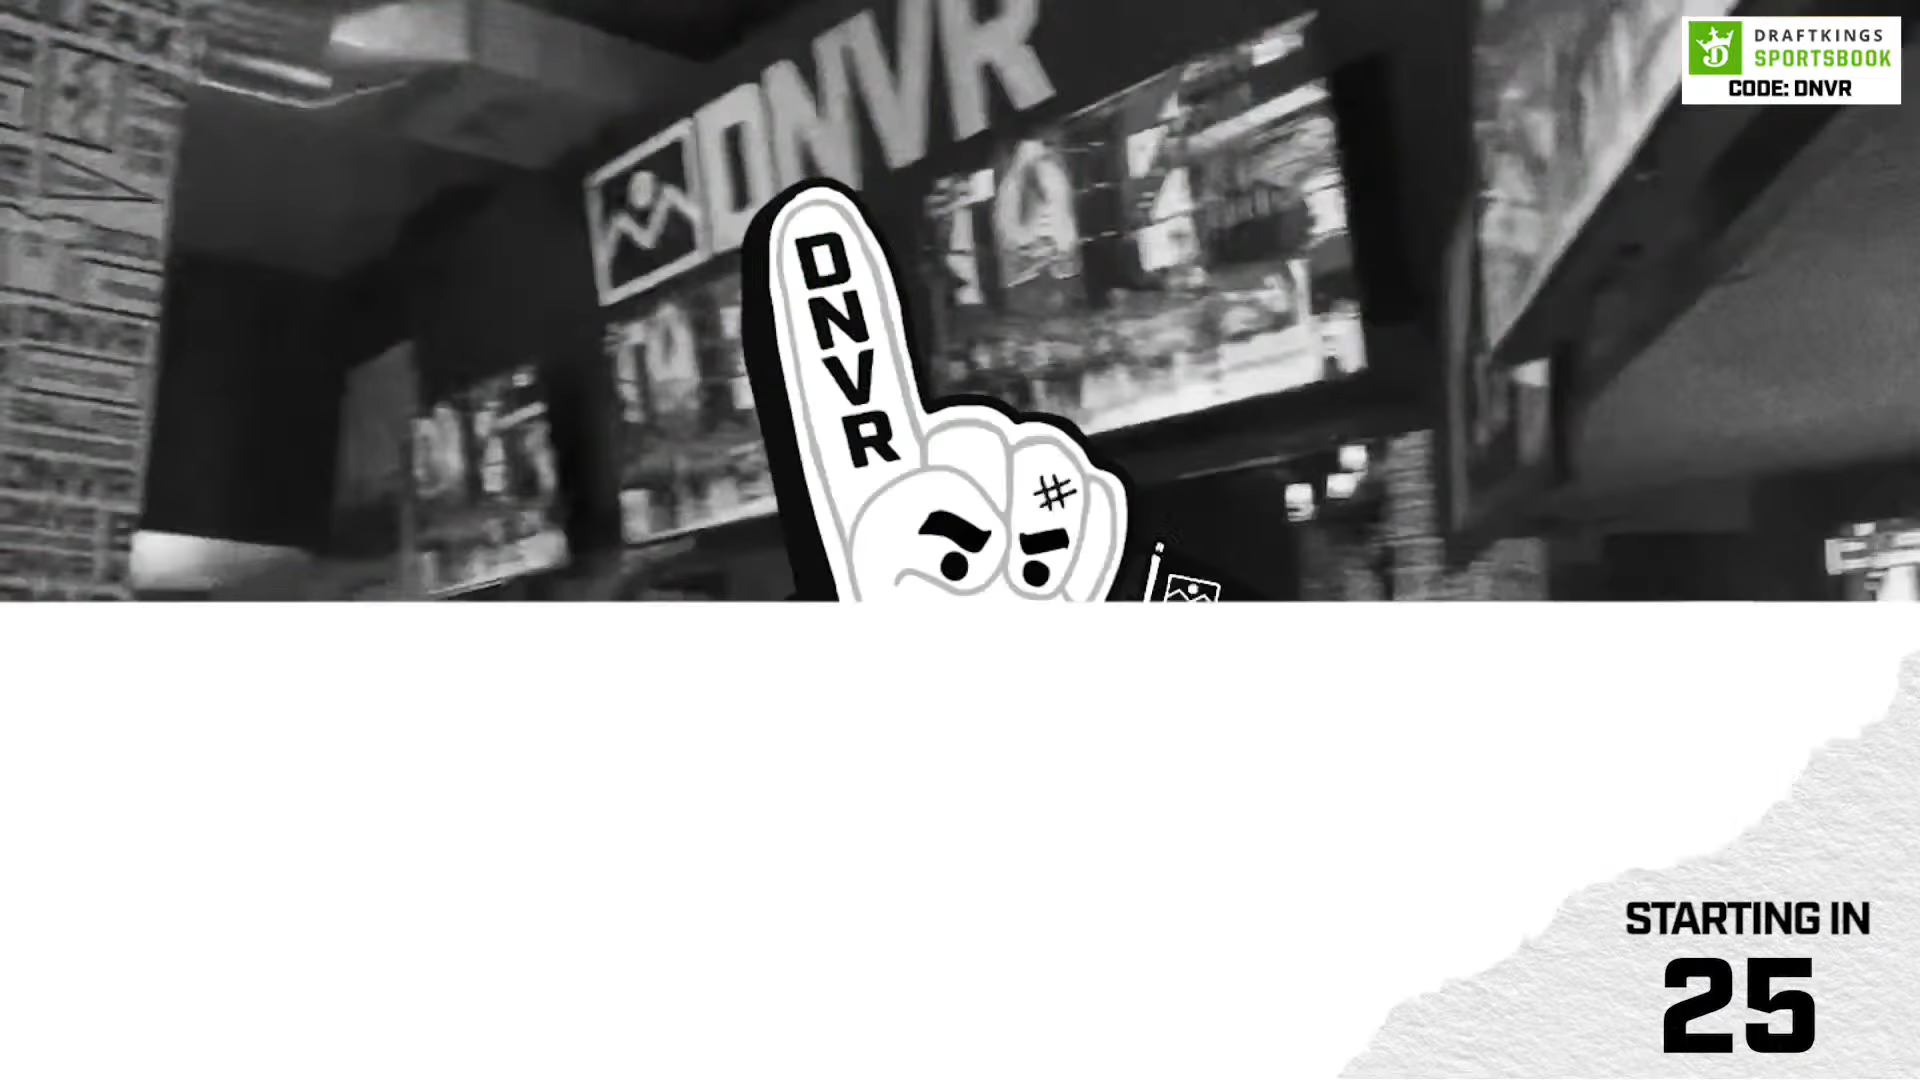 DRAFTKINGS
SPORTSBOOK
CODE: DNVR
DNVR
DNVR
#
STARTING IN
25